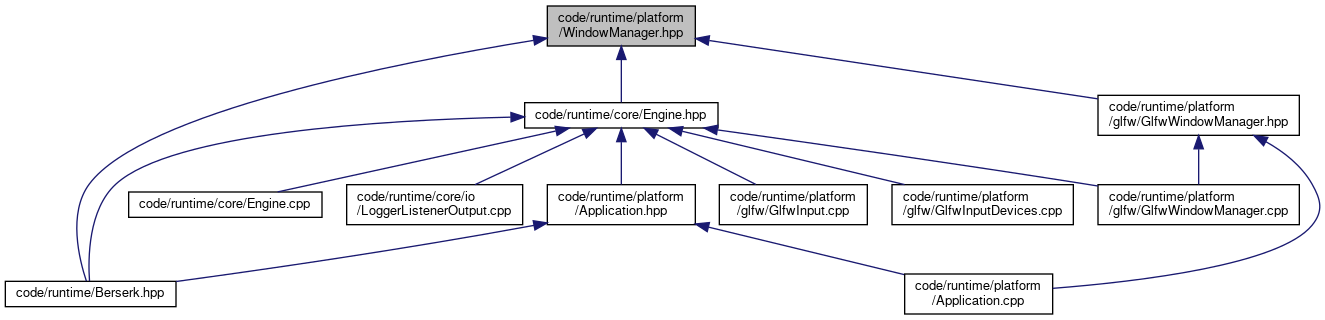 code/runtime/platform
/WindowManager.hpp
code/runtime/core/Engine.hpp
code/runtime/platform
/glfw/GlfwWindowManager.hpp
code/runtime/core/Engine.cpp
code/runtime/core/io
/LoggerListenerOutput.cpp
code/runtime/platform
/Application.hpp
code/runtime/platform
/glfw/GlfwInput.cpp
code/runtime/platform
/glfw/GlfwInputDevices.cpp
code/runtime/platform
/glfw/GlfwWindowManager.cpp
code/runtime/Berserk.hpp
code/runtime/platform
/Application.cpp